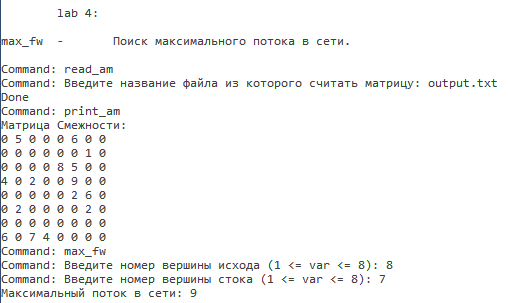 lab 4:
max_fw  -       Поиск максимального потока в сети.
Command: read_am
Command: Введите название файла из которого считать матрицу: output.txt
Done
Command: print_am
Матрица Смежности:
0 5 0 0 0 6 0 0
0 0 0 0 0 0 1 0
0 0 0 0 8 5 0 0
4 0 2 0 0 9 0 0
0 0 0 0 0 2 6 0
0 2 0 0 0 0 2 0
0 0 0 0 0 0 0 0
6 0 7 4 0 0 0 0
Command: max_fw
Command: Введите номер вершины исхода (1 <= var <= 8): 8
Command: Введите номер вершины стока (1 <= var <= 8): 7
Максимальный поток в сети: 9